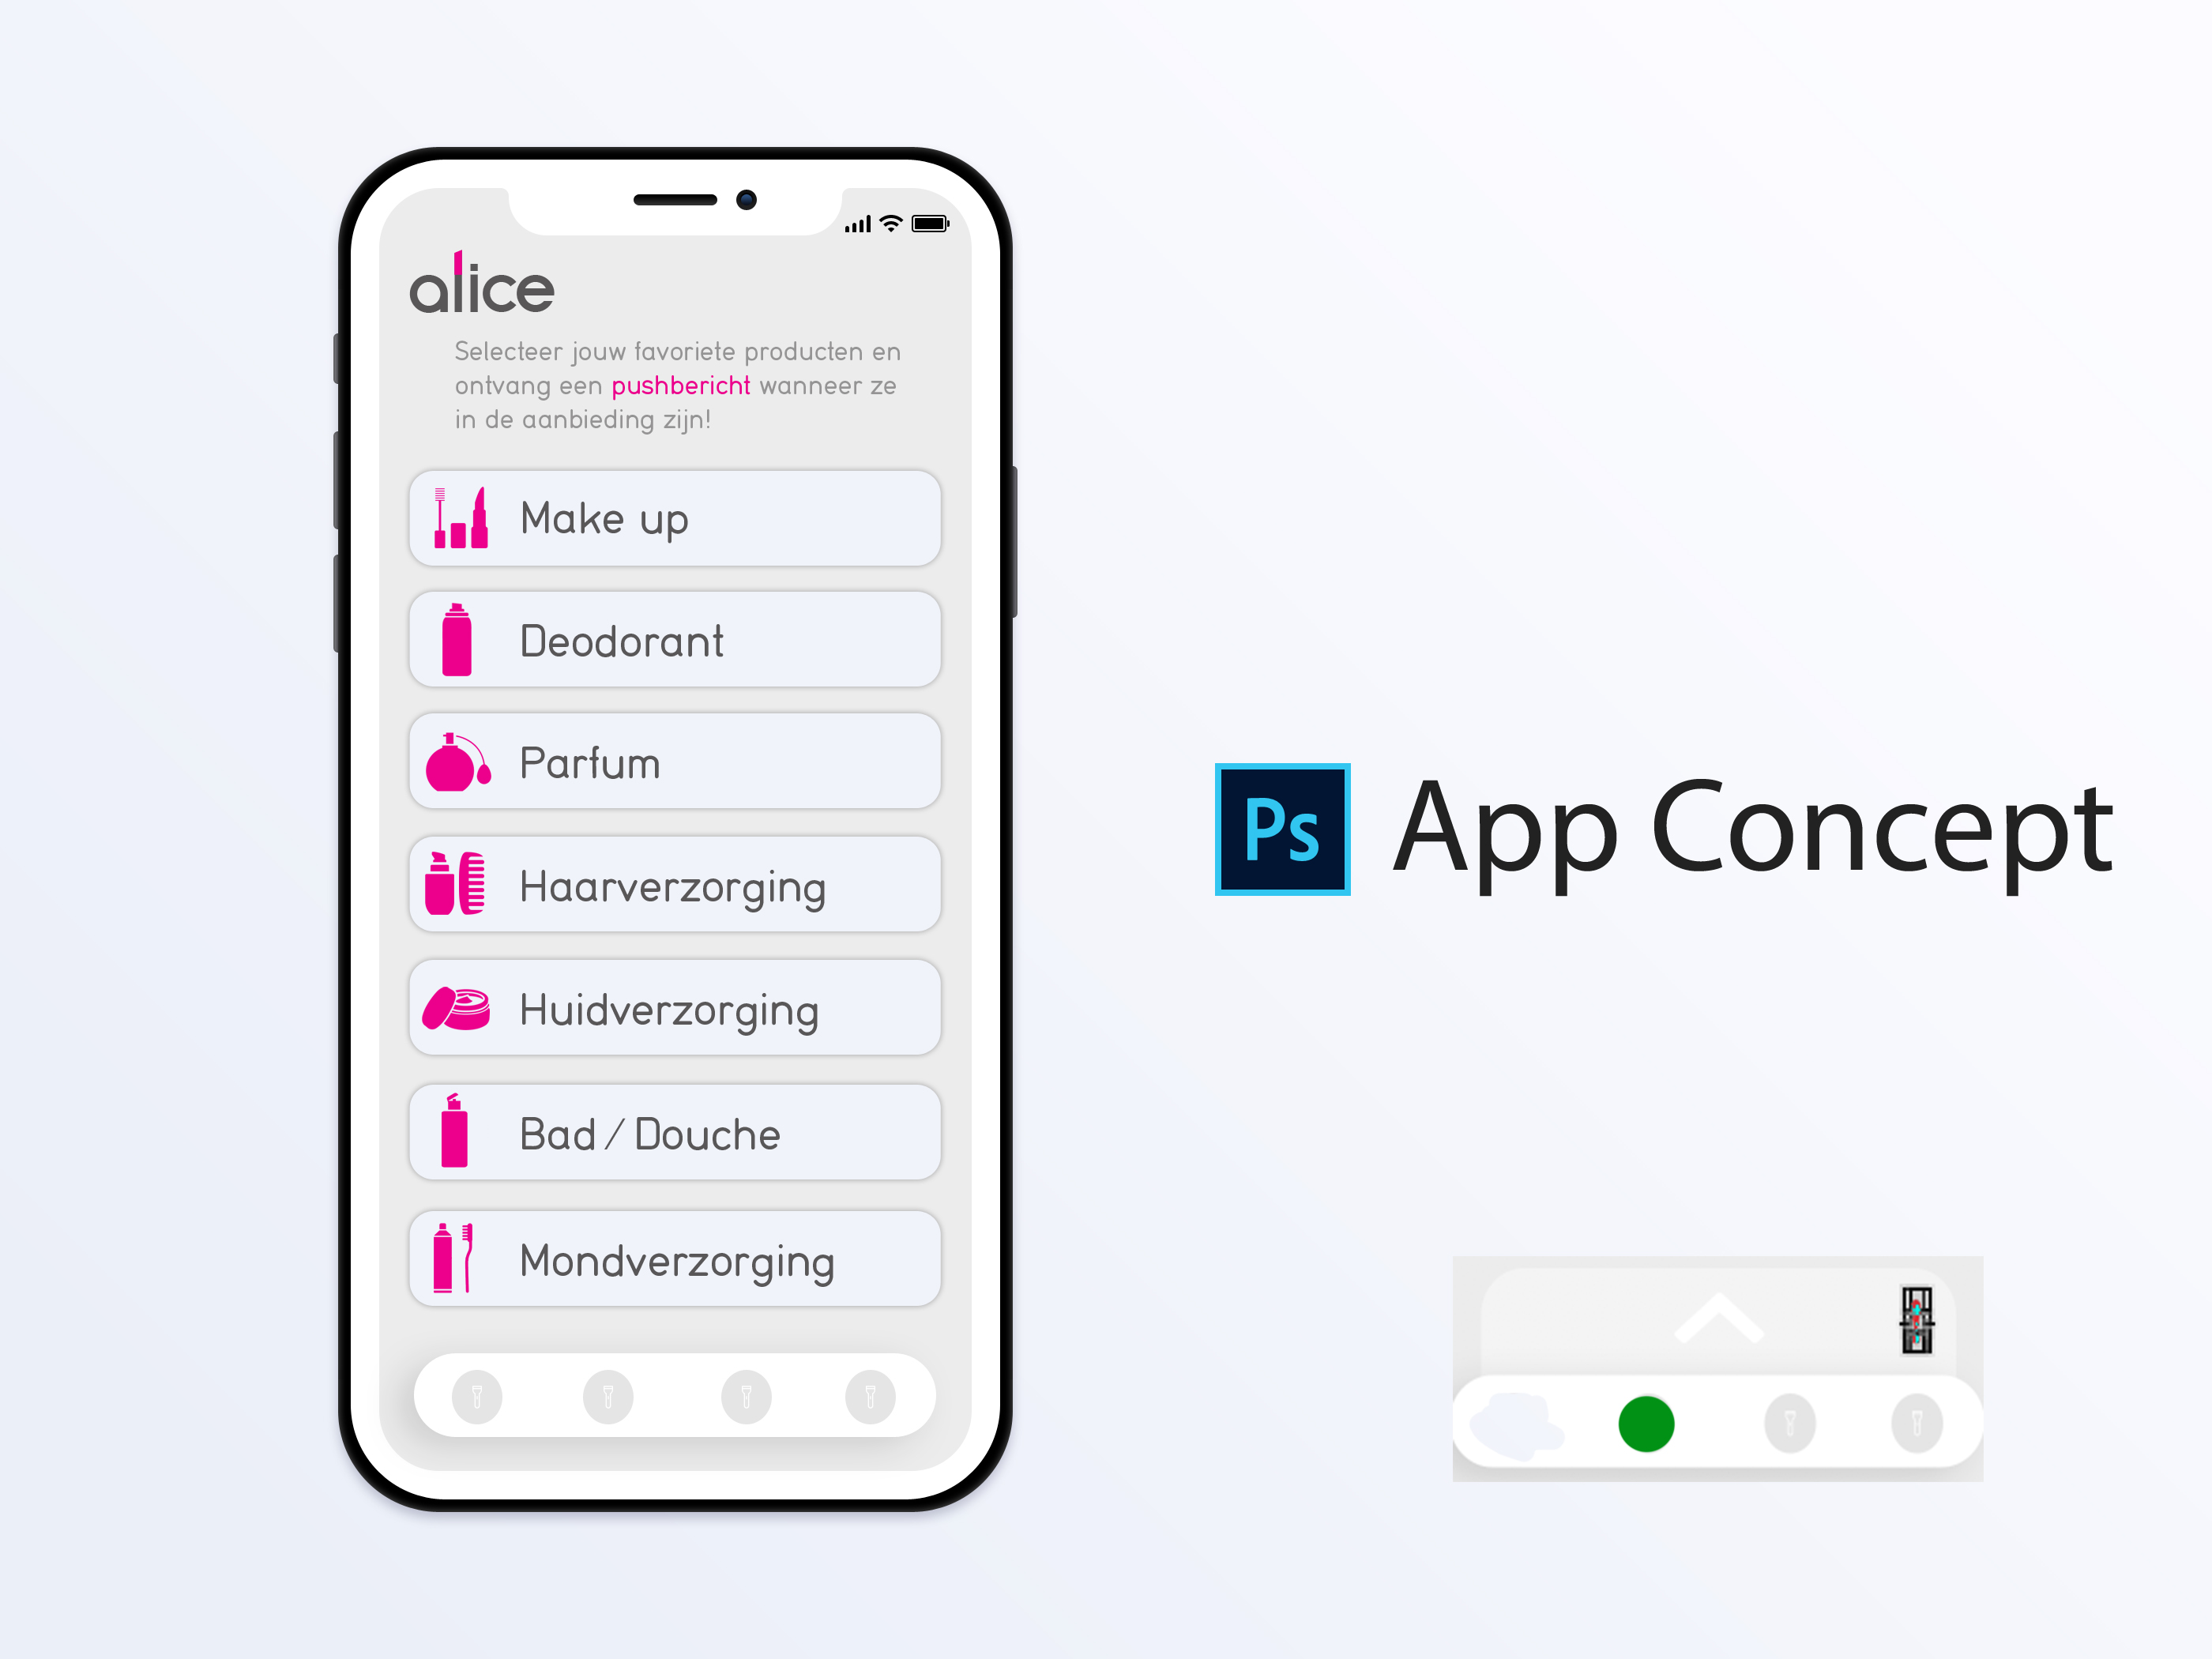 alice
Selecteer jouw favoriete producten en
ontvang een pushbericht wanneer ze
in de aanbieding zijn!
Make up
Deodorant
Parfum
Haarverzorging
Huidverzorging
Bad / Douche
Mondverzorging
Ps App Concept